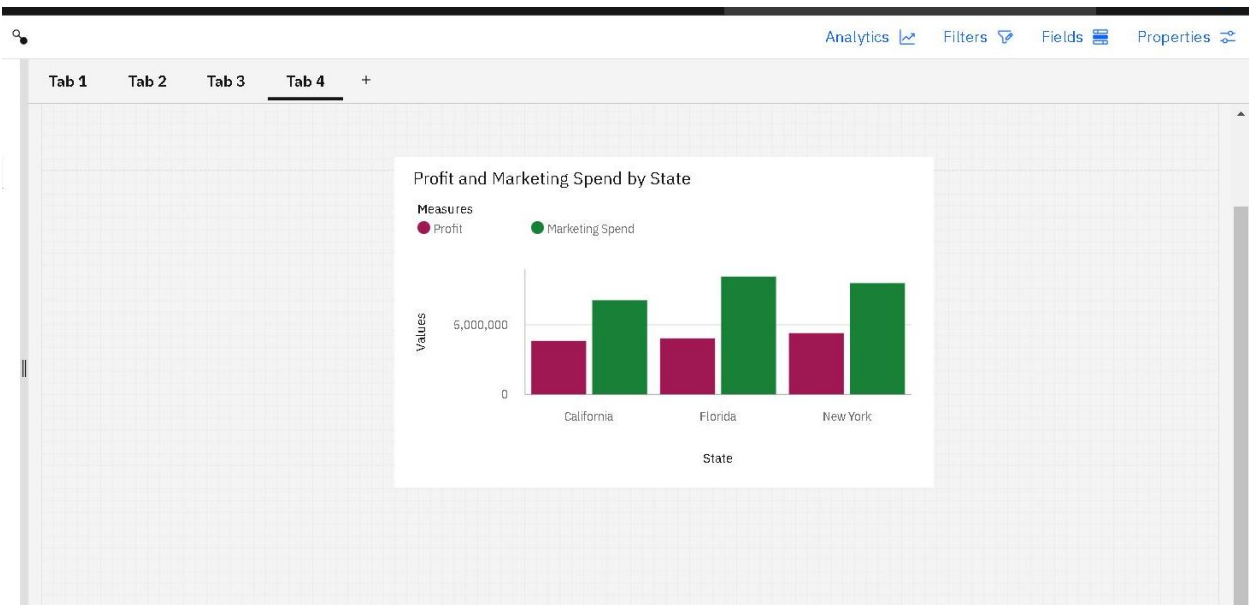 Analytics Filters Fields Properties
Tab 1 Tab 2 Tab 3 Tab 4 +
Profit and Marketing Spend by State
Measures
Profit Marketing Spend
Values
5,000,000
0
California Florida New York
State